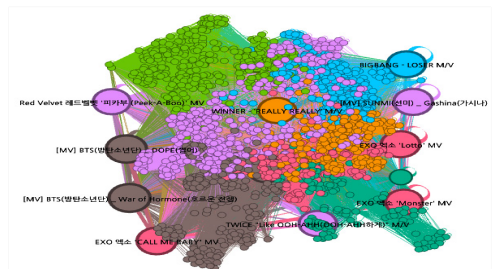 BIGBANG - LOSER M/V
Red Velvet 레드벨벳 '피카부 (Peek-A-Boo)' MV
[MV] SUNMI(선미) _ Gashina(가시나)
WINNER - 'REALLY REALLY' M/V
EXO 엑소 'Lotto' MV
[MV] BTS(방탄소년단) _ DOPE(쩔어)
[MV] BTS(방탄소년단) _ War of Hormone(호르몬 전쟁)
EXO 엑소 'Monster' MV
TWICE "Like OOH-AHH(OOH-AHH하게)" M/V
EXO 엑소 'CALL ME BABY' MV